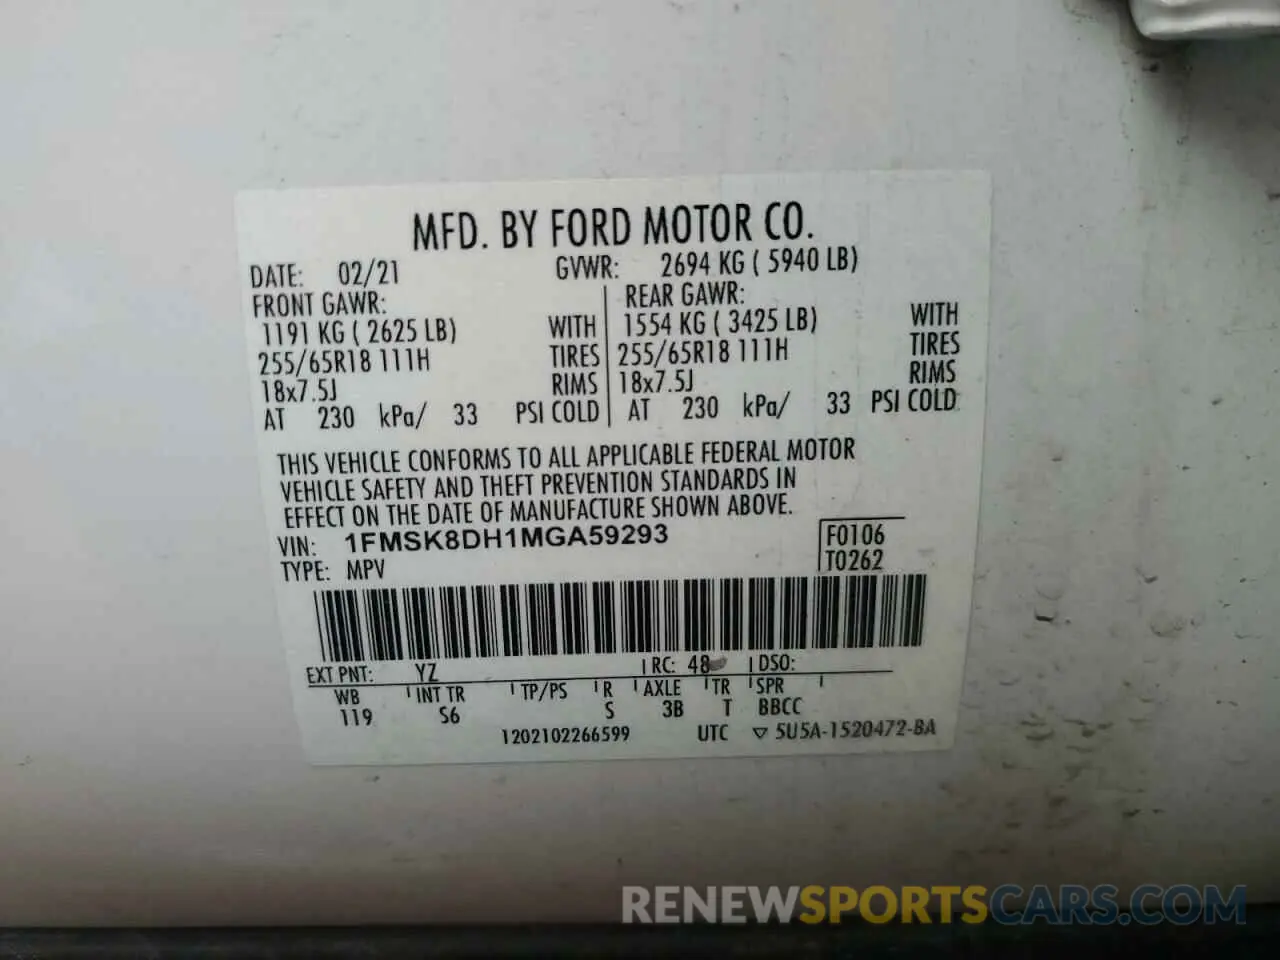 MFD. BY FORD MOTOR CO.
DATE: 02/21 GVWR: 2694 KG ( 5940 LB)
FRONT GAWR: REAR GAWR:
1191 KG ( 2625 LB) WITH 1554 KG ( 3425 LB) WITH
255/65R18 111H TIRES 255/65R18 111H TIRES
18x7.5J RIMS 18x7.5J RIMS
AT 230 kPa/ 33 PSI COLD AT 230 kPa/ 33 PSI COLD
THIS VEHICLE CONFORMS TO ALL APPLICABLE FEDERAL MOTOR
VEHICLE SAFETY AND THEFT PREVENTION STANDARDS IN
EFFECT ON THE DATE OF MANUFACTURE SHOWN ABOVE.
VIN: 1FMSK8DH1MGA59293 F0106
TYPE: MPV T0262
EXT PNT: YZ RC: 48 DSO:
WB INT TR TP/PS R AXLE TR SPR
119 S6 S 3B T BBCC
1202102266599 UTC ▽ 5U5A-1520472-BA
RENEWSPORTSCARS.COM